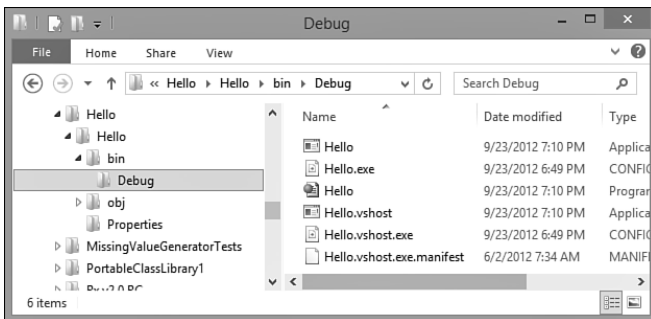 Debug
File Home Share View
« Hello ▸ Hello ▸ bin ▸ Debug Search Debug
Hello
Hello
bin
Debug
obj
Properties
MissingValueGeneratorTests
PortableClassLibrary1
Name Date modified Type
Hello 9/23/2012 7:10 PM Applica
Hello.exe 9/23/2012 6:49 PM CONFIG
Hello 9/23/2012 7:10 PM Program
Hello.vshost 9/23/2012 7:10 PM Applica
Hello.vshost.exe 9/23/2012 6:49 PM CONFIG
Hello.vshost.exe.manifest 6/2/2012 7:34 AM MANIF
6 items